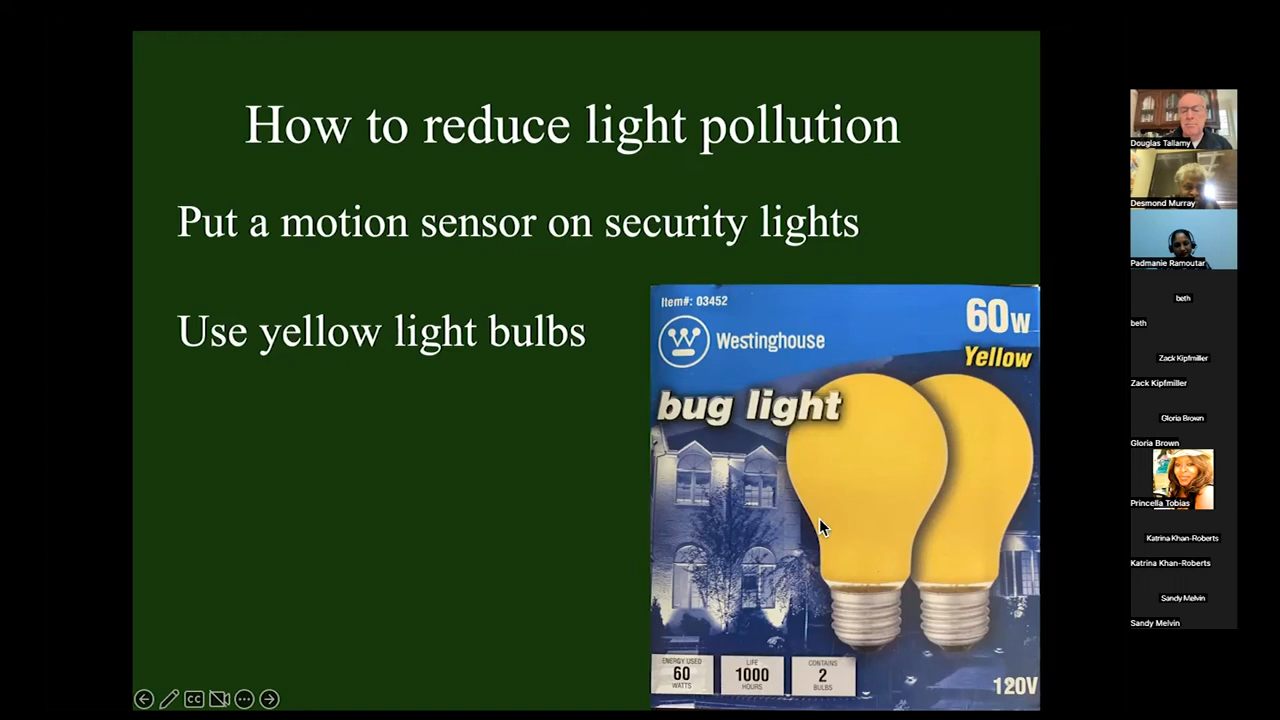 How to reduce light pollution
Put a motion sensor on security lights
Use yellow light bulbs
Item#: 03452
Westinghouse
60W
Yellow
bug light
ENERGY USED
60
WATTS
LIFE
1000
HOURS
CONTAINS
2
BULBS
120V
CC
Douglas Tallamy
Desmond Murray
Padmanie Ramoutar
beth
beth
Zack Kipfmiller
Zack Kipfmiller
Gloria Brown
Gloria Brown
Princella Tobias
Katrina Khan-Roberts
Katrina Khan-Roberts
Sandy Melvin
Sandy Melvin